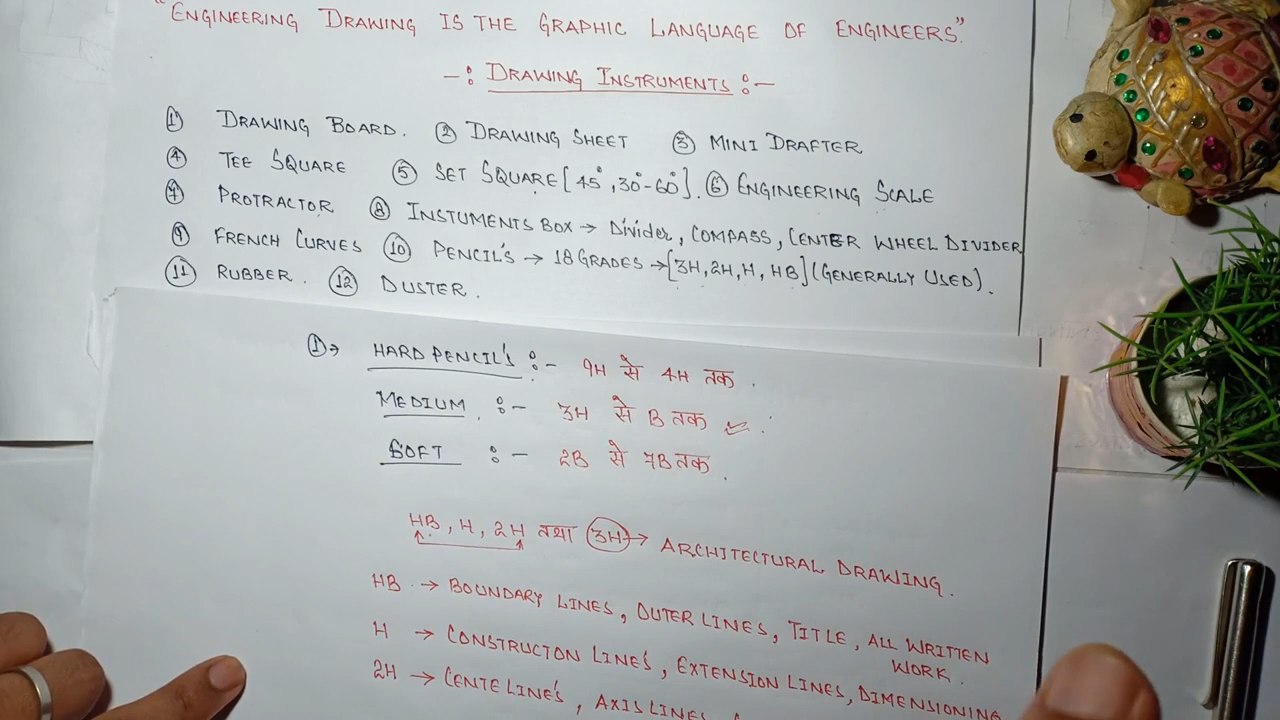 "ENGINEERING DRAWING IS THE GRAPHIC LANGUAGE OF ENGINEERS."
-: DRAWING INSTRUMENTS :-
① DRAWING BOARD. ② DRAWING SHEET ③ MINI DRAFTER
④ TEE SQUARE ⑤ SET SQUARE [45°, 30°-60°]. ⑥ ENGINEERING SCALE
⑦ PROTRACTOR ⑧ INSTUMENTS BOX → Divider, COMPASS, CENTER WHEEL DIVIDER
⑨ FRENCH CURVES ⑩ PENCIL'S → 18 GRADES → [3H, 2H, H, HB] (GENERALLY USED).
⑪ RUBBER. ⑫ DUSTER.
①→ HARD PENCIL'S :- 9H से 4H तक.
MEDIUM :- 3H से B तक ✓.
SOFT :- 2B से 7B तक.
HB, H, 2H तथा 3H → ARCHITECTURAL DRAWING.
HB → BOUNDARY LINES, OUTER LINES, TITLE, ALL WRITTEN
WORK.
H → CONSTRUCTON LINE'S, EXTENSION LINES, DIMENSIONING
2H → CENTE LINE'S, AXIS LINES,